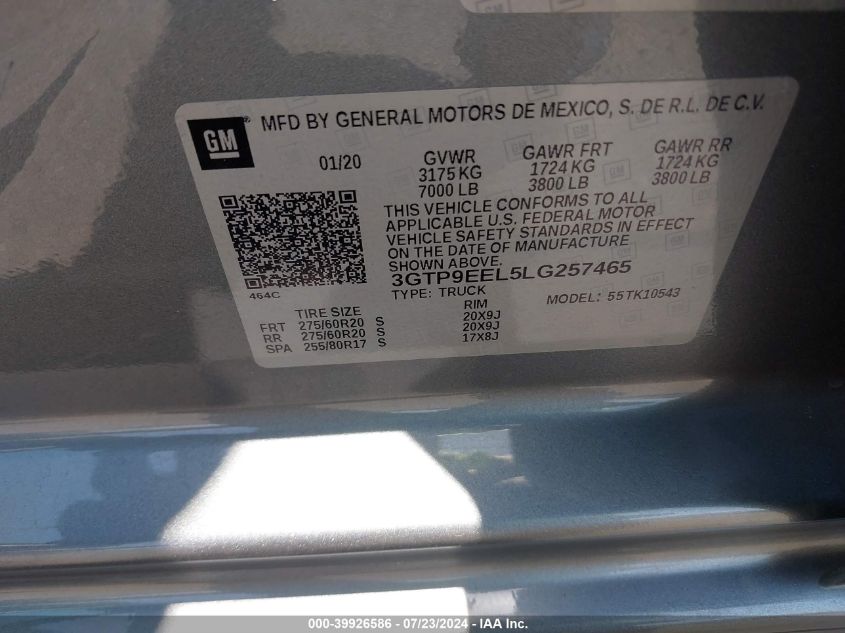 GM
MFD BY GENERAL MOTORS DE MEXICO, S. DE R.L. DE C.V.
01/20 GVWR GAWR FRT GAWR RR
3175 KG 1724 KG 1724 KG
7000 LB 3800 LB 3800 LB
THIS VEHICLE CONFORMS TO ALL
APPLICABLE U.S. FEDERAL MOTOR
VEHICLE SAFETY STANDARDS IN EFFECT
ON THE DATE OF MANUFACTURE
SHOWN ABOVE.
3GTP9EEL5LG257465
464C TYPE: TRUCK MODEL: 55TK10543
TIRE SIZE RIM
FRT 275/60R20 S 20X9J
RR 275/60R20 S 20X9J
SPA 255/80R17 S 17X8J
000-39926586 - 07/23/2024 - IAA Inc.